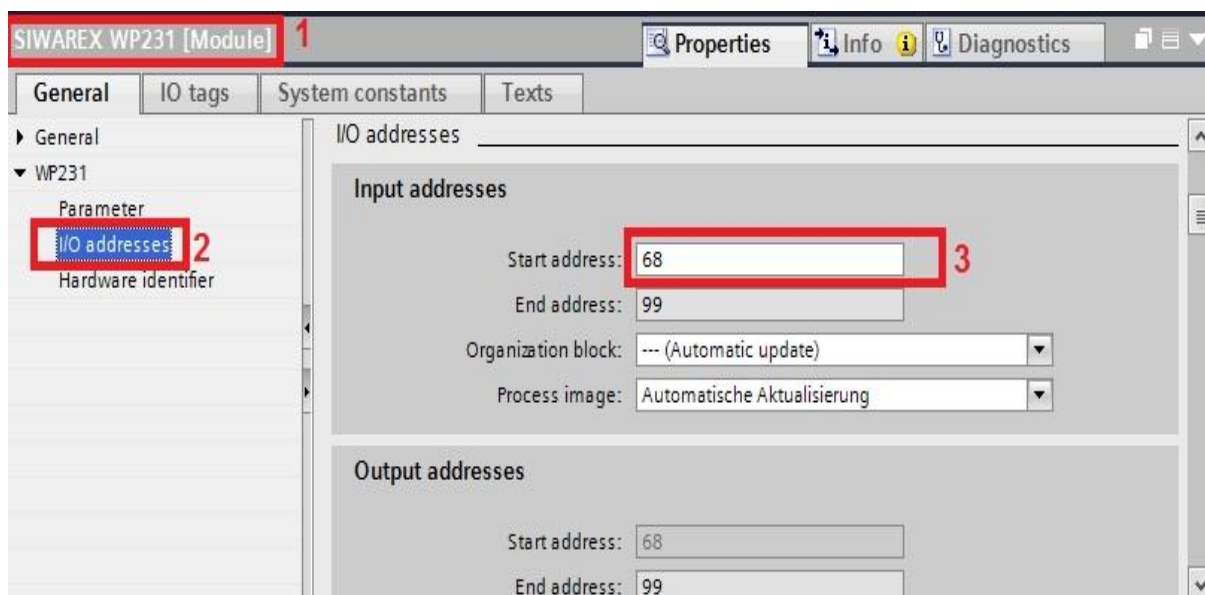 SIWAREX WP231 [Module] 1
Properties Info Diagnostics
General IO tags System constants Texts
General
WP231
Parameter
I/O addresses 2
Hardware identifier
I/O addresses
Input addresses
Start address: 68 3
End address: 99
Organization block: --- (Automatic update)
Process image: Automatische Aktualisierung
Output addresses
Start address: 68
End address: 99